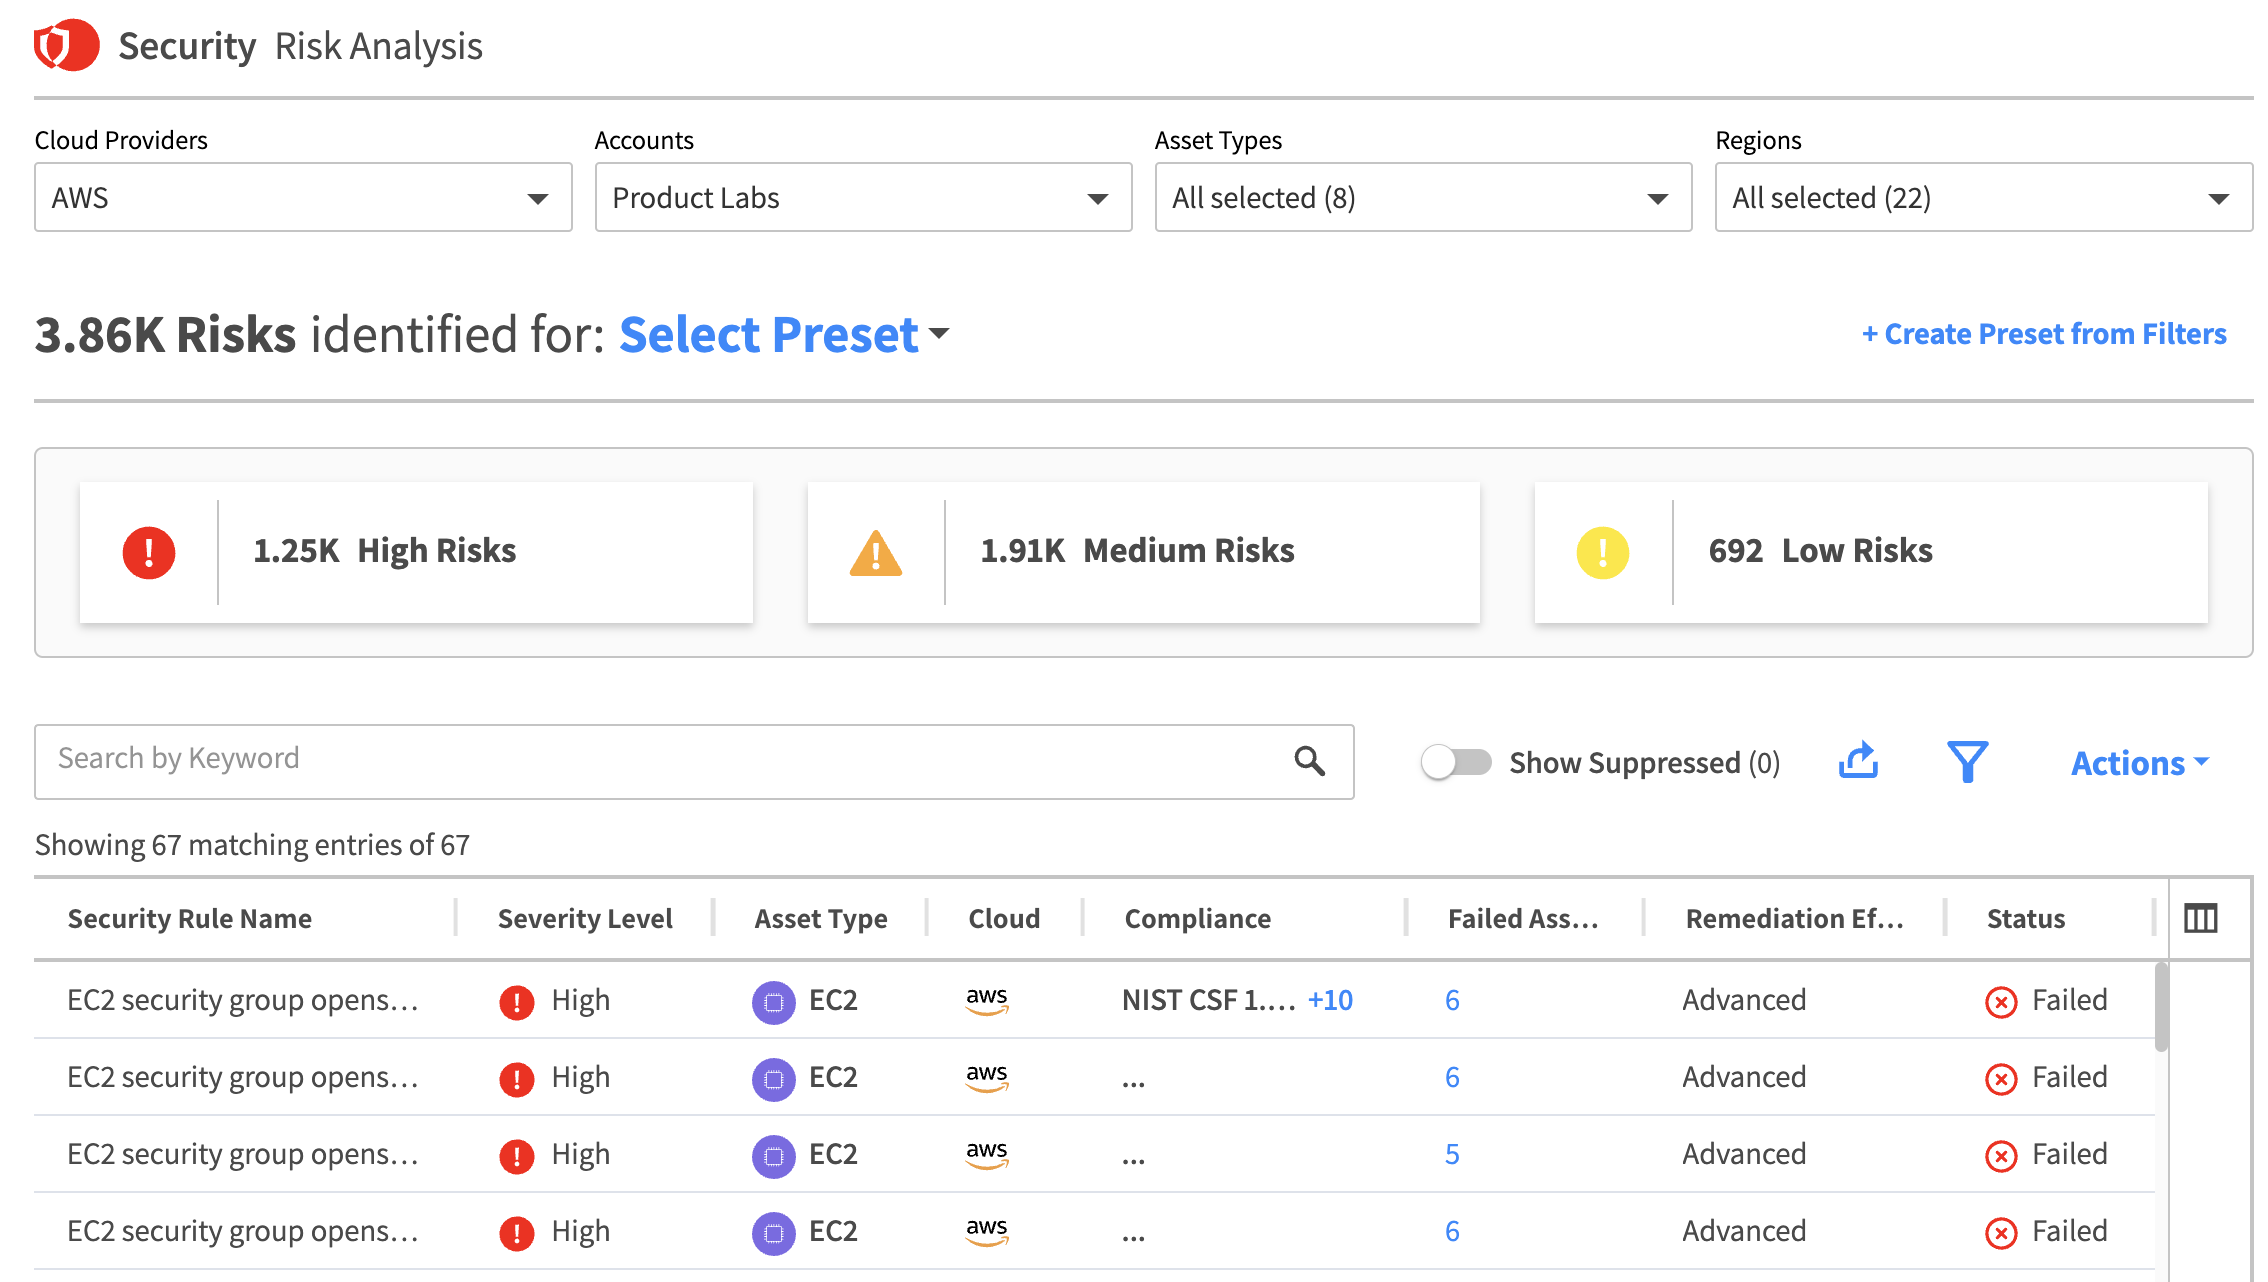 Security Risk Analysis
Cloud Providers Accounts Asset Types Regions
AWS Product Labs All selected (8) All selected (22)
3.86K Risks identified for: Select Preset + Create Preset from Filters
1.25K High Risks 1.91K Medium Risks 692 Low Risks
Search by Keyword Show Suppressed (0) Actions
Showing 67 matching entries of 67
Security Rule Name Severity Level Asset Type Cloud Compliance Failed Ass... Remediation Ef... Status
EC2 security group opens... High EC2 aws NIST CSF 1.... +10 6 Advanced Failed
EC2 security group opens... High EC2 aws ... 6 Advanced Failed
EC2 security group opens... High EC2 aws ... 5 Advanced Failed
EC2 security group opens... High EC2 aws ... 6 Advanced Failed